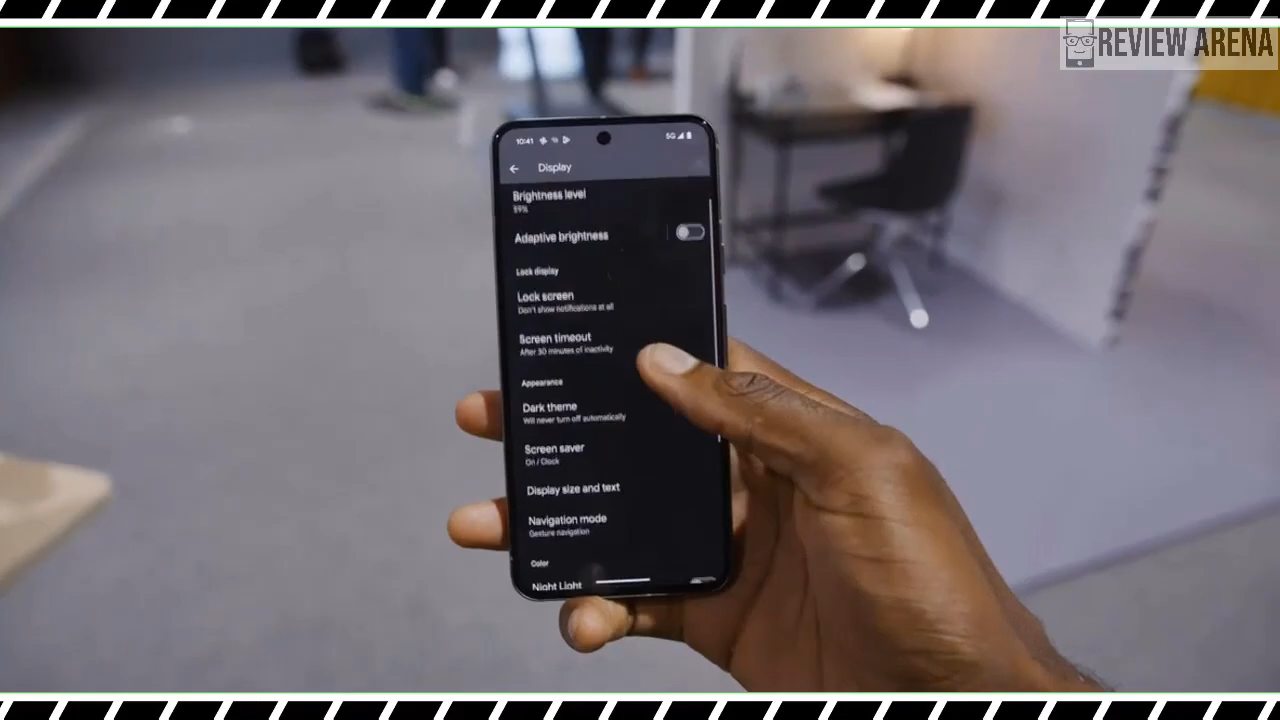 REVIEW ARENA
10:41
5G
Display
Brightness level
59%
Adaptive brightness
Lock display
Lock screen
Don't show notifications at all
Screen timeout
After 30 minutes of inactivity
Appearance
Dark theme
Will never turn off automatically
Screen saver
On / Clock
Display size and text
Navigation mode
Gesture navigation
Color
Night Light